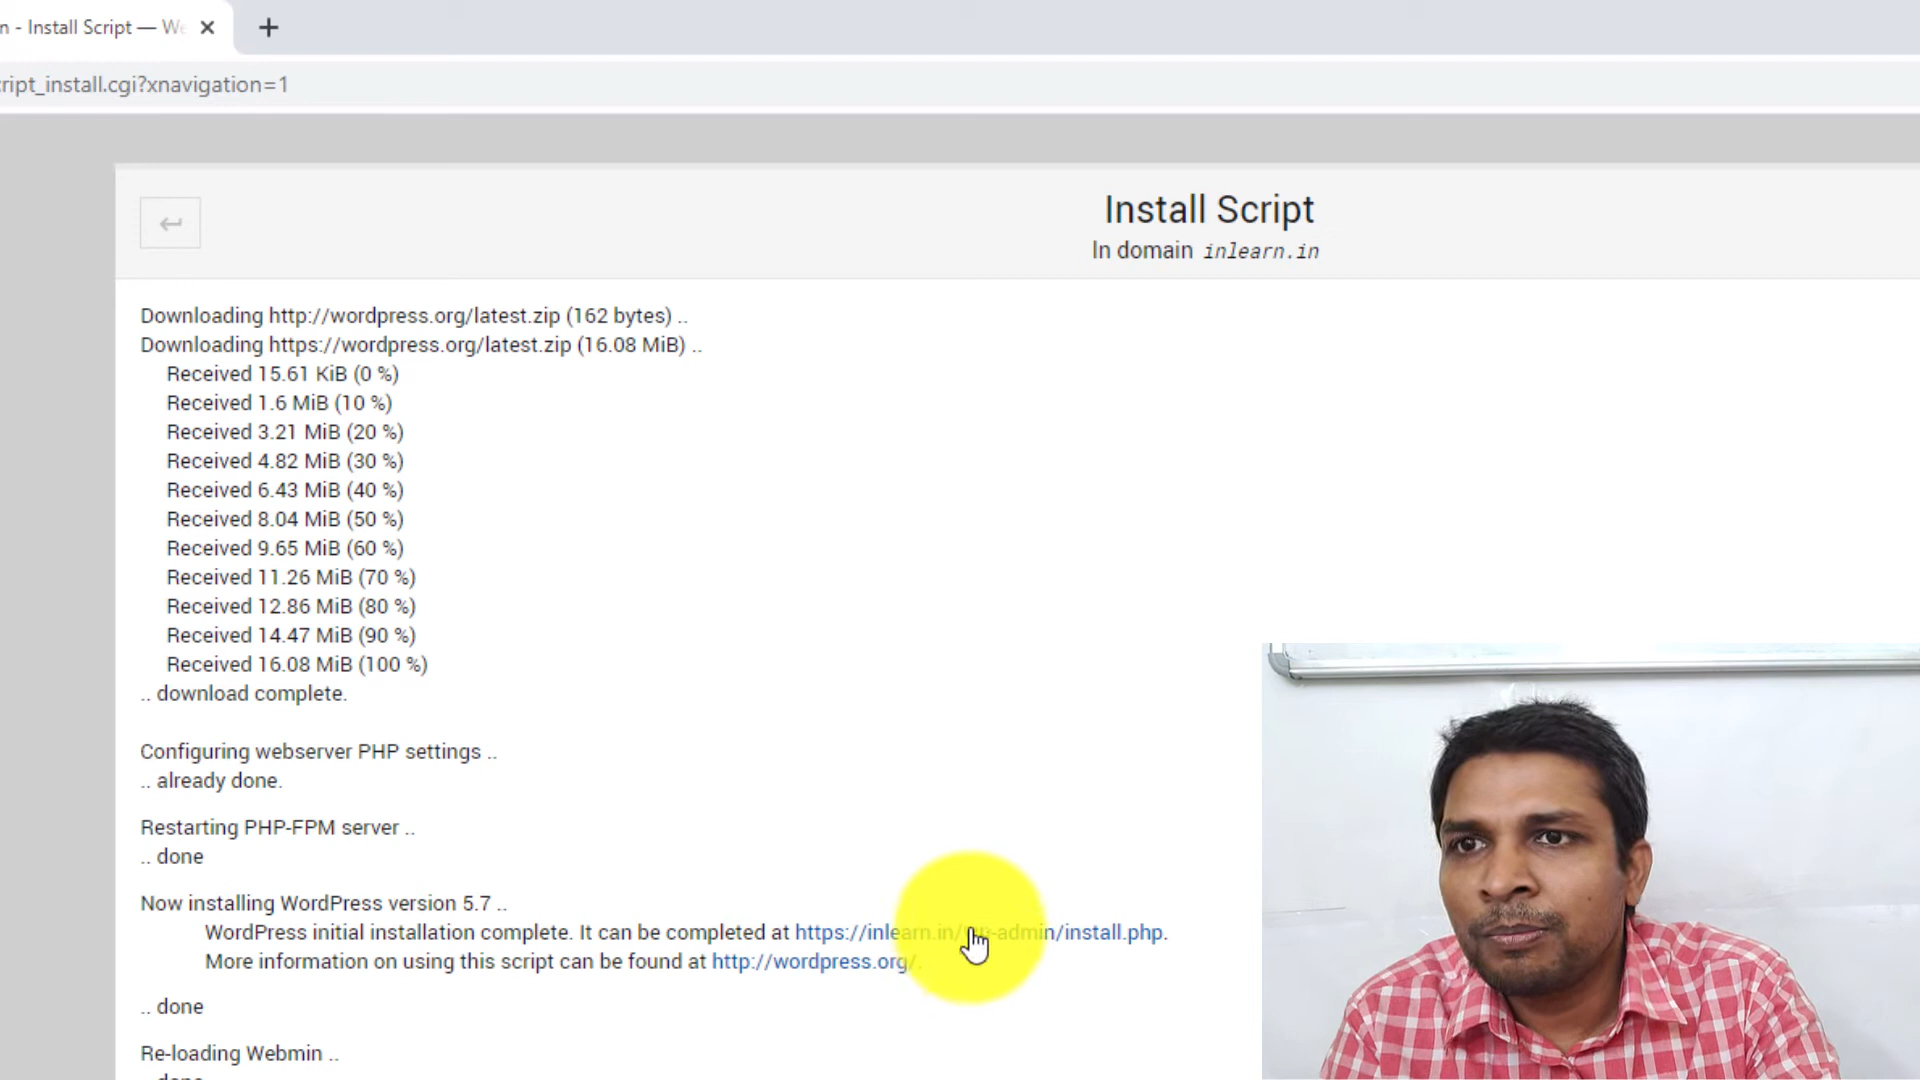 n - Install Script — We
cript_install.cgi?xnavigation=1
Install Script
In domain inlearn.in
Downloading http://wordpress.org/latest.zip (162 bytes) ..
Downloading https://wordpress.org/latest.zip (16.08 MiB) ..
Received 15.61 KiB (0 %)
Received 1.6 MiB (10 %)
Received 3.21 MiB (20 %)
Received 4.82 MiB (30 %)
Received 6.43 MiB (40 %)
Received 8.04 MiB (50 %)
Received 9.65 MiB (60 %)
Received 11.26 MiB (70 %)
Received 12.86 MiB (80 %)
Received 14.47 MiB (90 %)
Received 16.08 MiB (100 %)
.. download complete.
Configuring webserver PHP settings ..
.. already done.
Restarting PHP-FPM server ..
.. done
Now installing WordPress version 5.7 ..
WordPress initial installation complete. It can be completed at https://inlearn.in/wp-admin/install.php.
More information on using this script can be found at http://wordpress.org/.
.. done
Re-loading Webmin ..
.. done